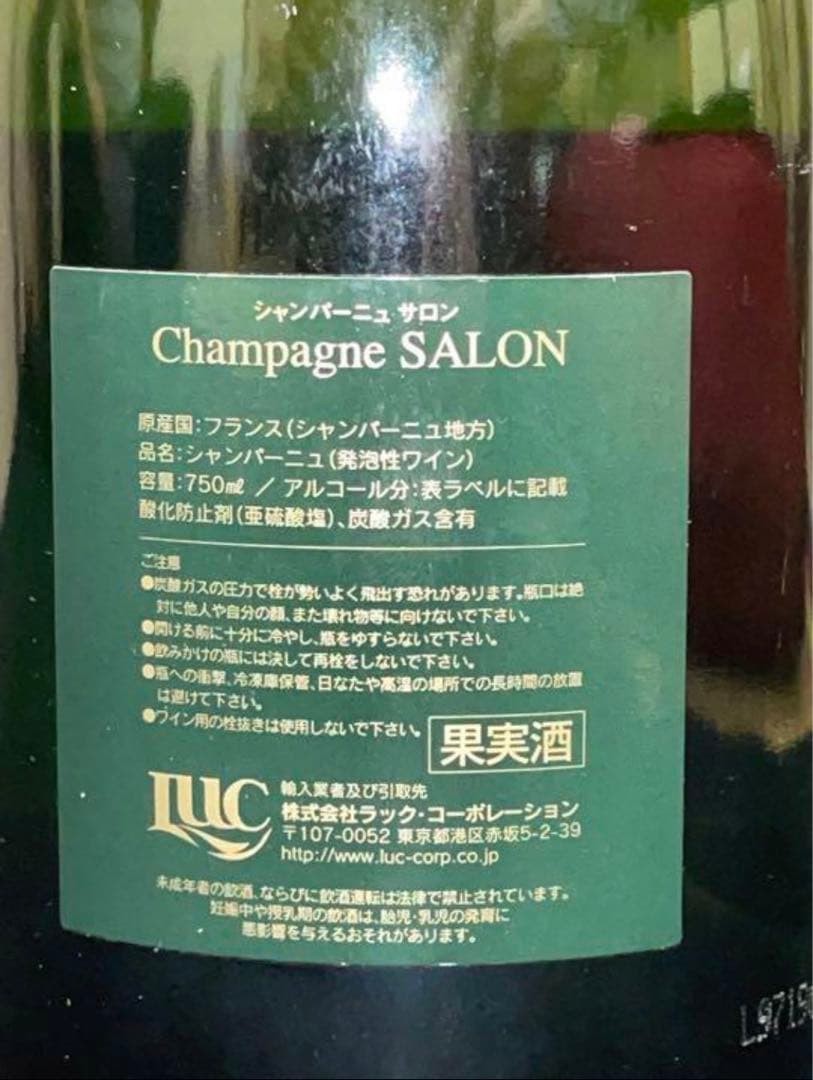 シャンパーニュ サロン
Champagne SALON
原産国:フランス(シャンパーニュ地方)
品名:シャンパーニュ(発泡性ワイン)
容量:750㎖ / アルコール分:表ラベルに記載
酸化防止剤(亜硫酸塩)、炭酸ガス含有
ご注意
●炭酸ガスの圧力で栓が勢いよく飛出す恐れがあります。瓶口は絶
対に他人や自分の顔、また壊れ物等に向けないで下さい。
●開ける前に十分に冷やし、瓶をゆすらないで下さい。
●飲みかけの瓶には決して再栓をしないで下さい。
●瓶への衝撃、冷凍庫保管、日なたや高温の場所での長時間の放置
は避けて下さい。
●ワイン用の栓抜きは使用しないで下さい。
果実酒
LUC
輸入業者及び引取先
株式会社ラック・コーポレーション
〒107-0052 東京都港区赤坂5-2-39
http://www.luc-corp.co.jp
未成年者の飲酒、ならびに飲酒運転は法律で禁止されています。
妊娠中や授乳期の飲酒は、胎児・乳児の発育に
悪影響を与えるおそれがあります。